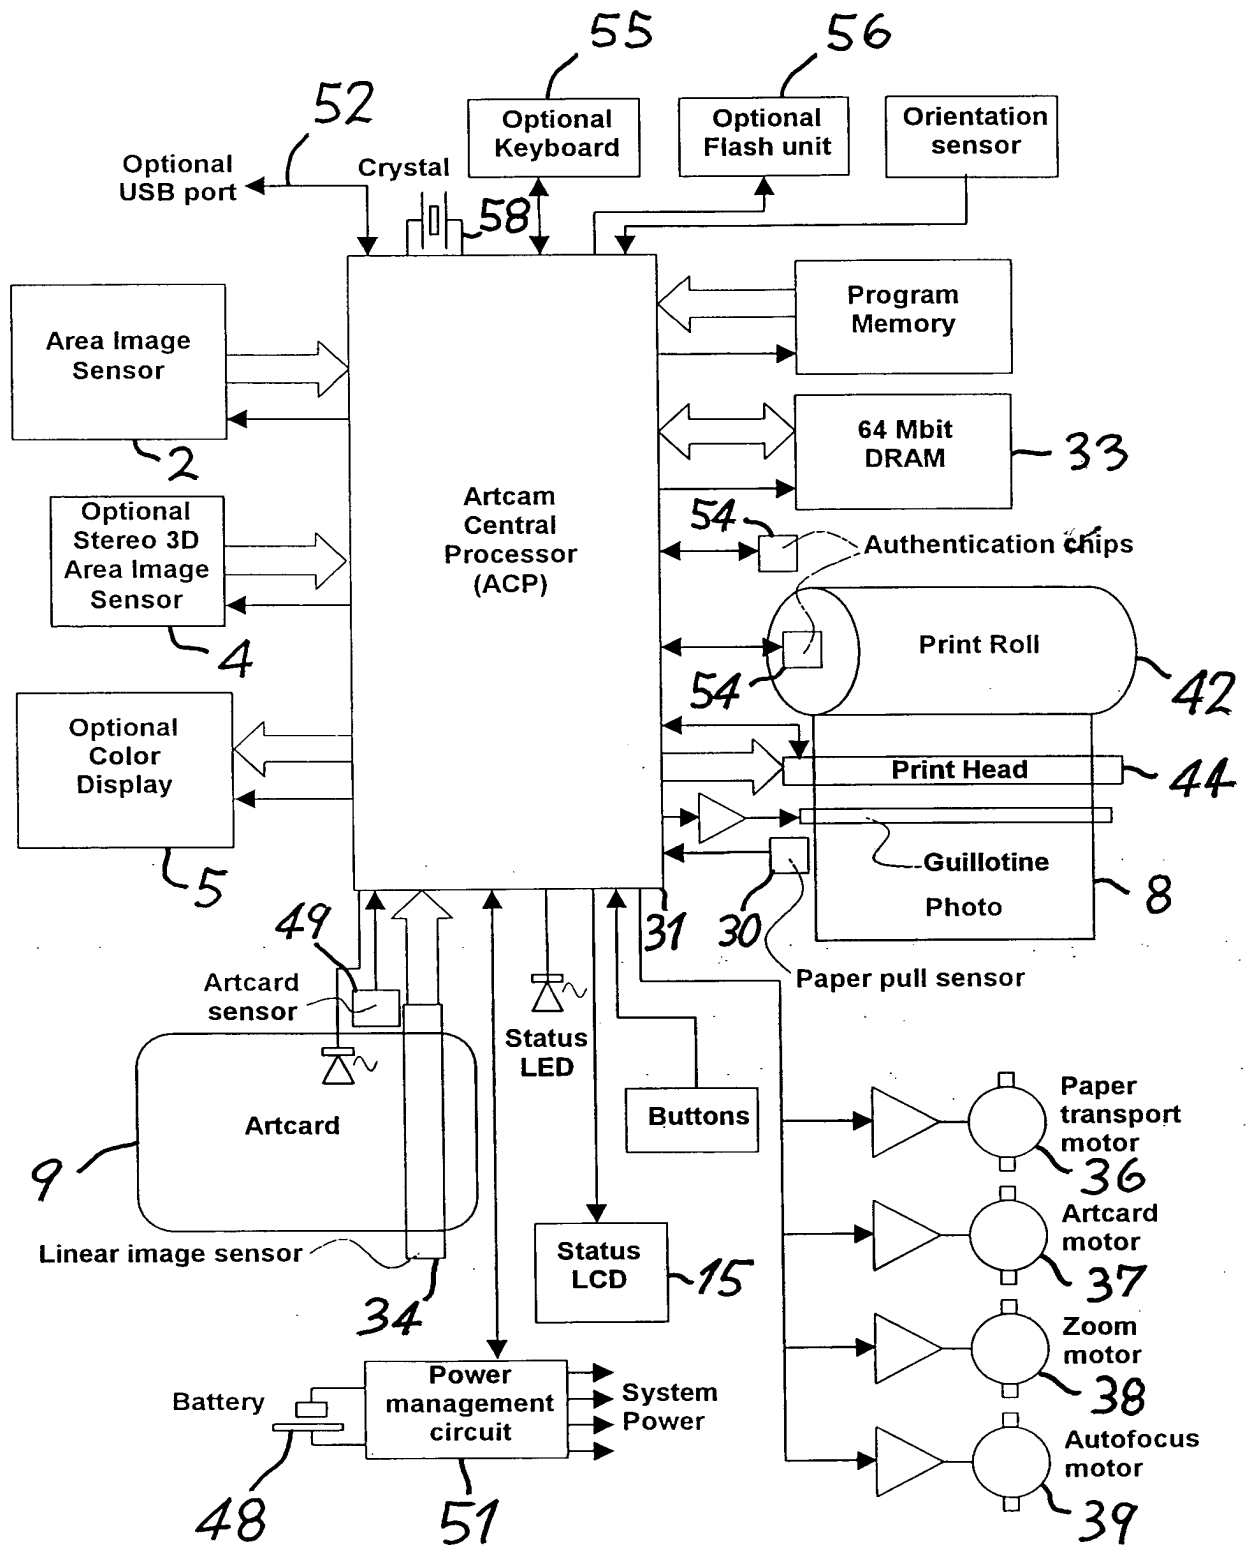 55
56
52
Optional
Keyboard
Optional
Flash unit
Orientation
sensor
Optional
USB port
Crystal
58
Area Image
Sensor
2
Program
Memory
64 Mbit
DRAM
33
Optional
Stereo 3D
Area Image
Sensor
4
Artcam
Central
Processor
(ACP)
54
Authentication chips
Print Roll
54
42
Optional
Color
Display
5
Print Head
44
Guillotine
8
Photo
31
30
Paper pull sensor
49
Artcard
sensor
Status
LED
Artcard
9
Buttons
Linear image sensor
34
Status
LCD
15
Paper
transport
motor
36
Artcard
motor
37
Zoom
motor
38
Autofocus
motor
39
Battery
48
Power
management
circuit
51
System
Power